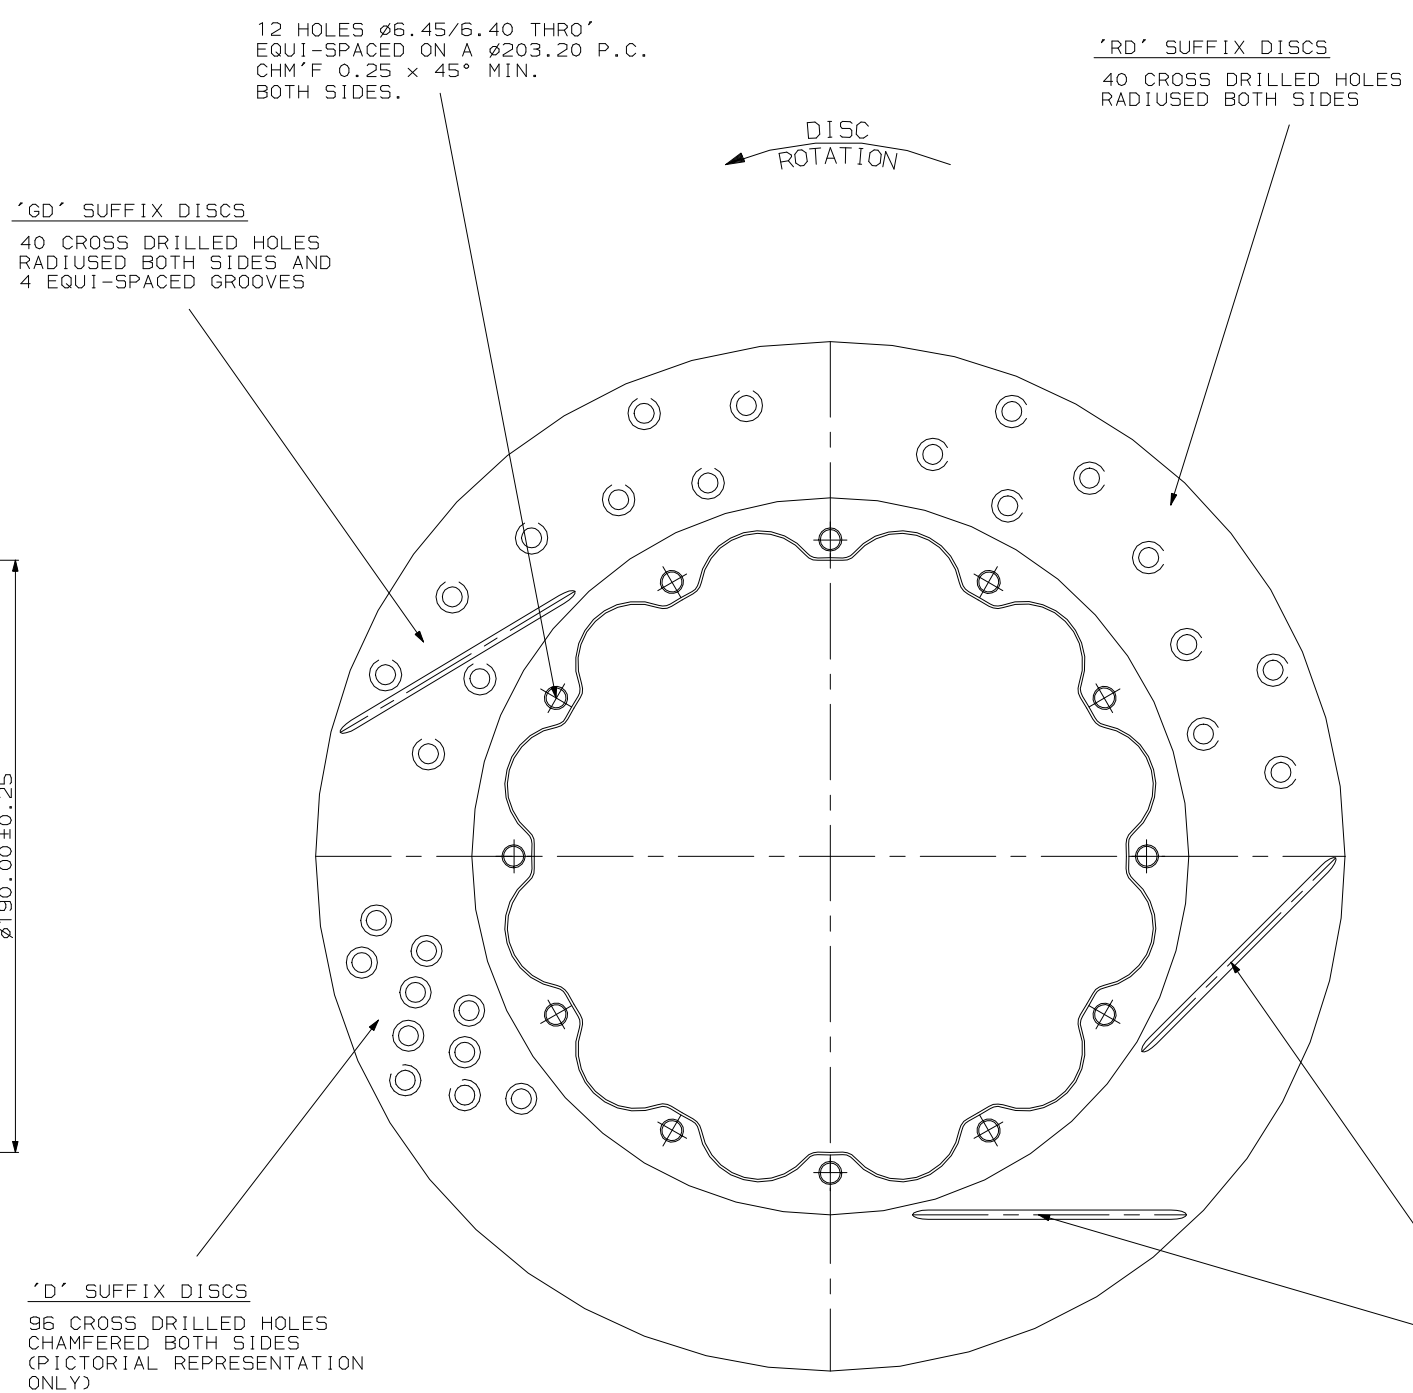 12 HOLES ø6.45/6.40 THRO´
EQUI-SPACED ON A ø203.20 P.C.
CHM´F 0.25 × 45° MIN.
BOTH SIDES.
´RD´ SUFFIX DISCS
40 CROSS DRILLED HOLES
RADIUSED BOTH SIDES
DISC
ROTATION
´GD´ SUFFIX DISCS
40 CROSS DRILLED HOLES
RADIUSED BOTH SIDES AND
4 EQUI-SPACED GROOVES
ø190.00±0.25
´D´ SUFFIX DISCS
96 CROSS DRILLED HOLES
CHAMFERED BOTH SIDES
(PICTORIAL REPRESENTATION
ONLY)